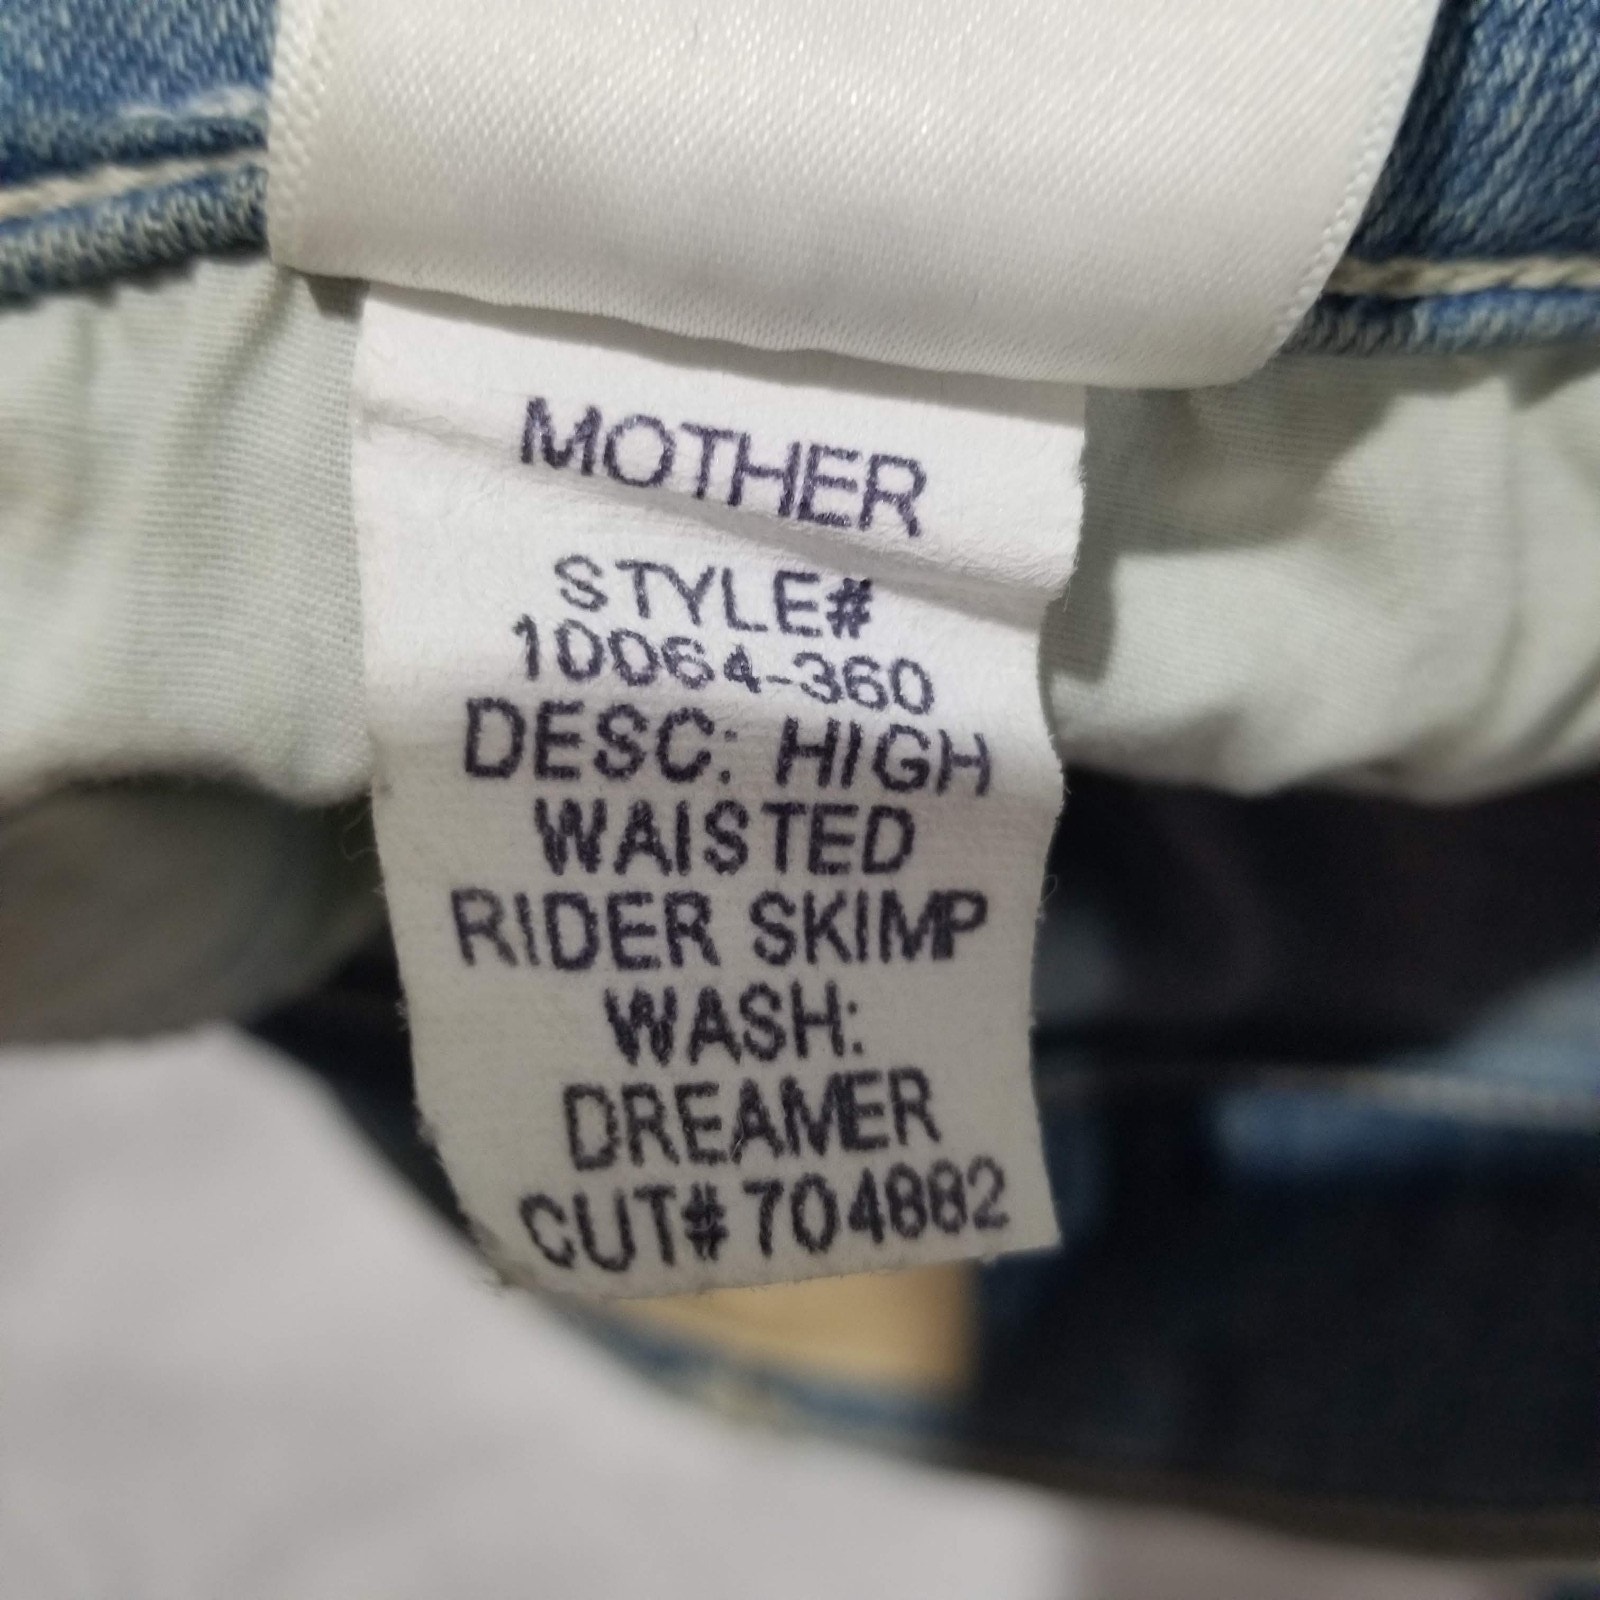 MOTHER
STYLE#
10064-360
DESC: HIGH
WAISTED
RIDER SKIMP
WASH:
DREAMER
CUT# 704882